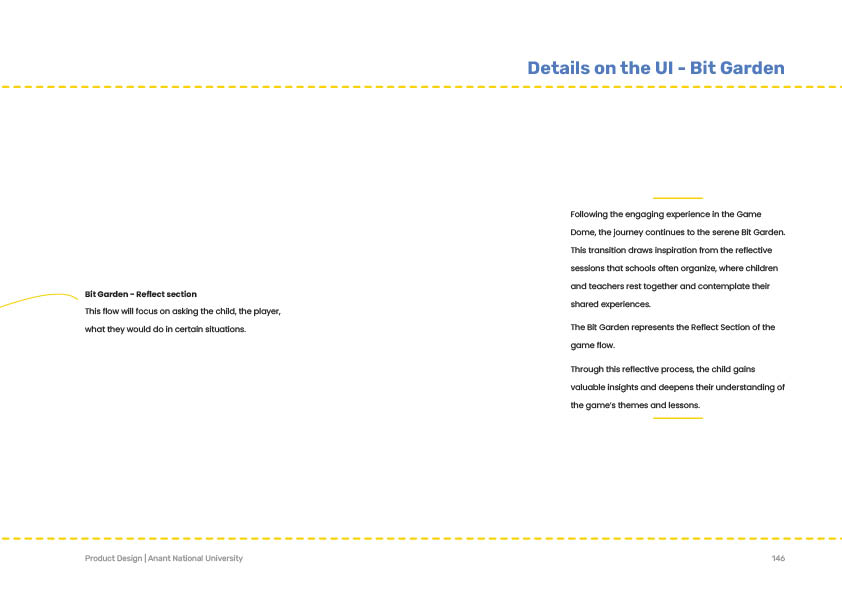 Details on the UI - Bit Garden
Bit Garden - Reflect section
This flow will focus on asking the child, the player,
what they would do in certain situations.
Following the engaging experience in the Game
Dome, the journey continues to the serene Bit Garden.
This transition draws inspiration from the reflective
sessions that schools often organize, where children
and teachers rest together and contemplate their
shared experiences.
The Bit Garden represents the Reflect Section of the
game flow.
Through this reflective process, the child gains
valuable insights and deepens their understanding of
the game's themes and lessons.
Product Design | Anant National University
146